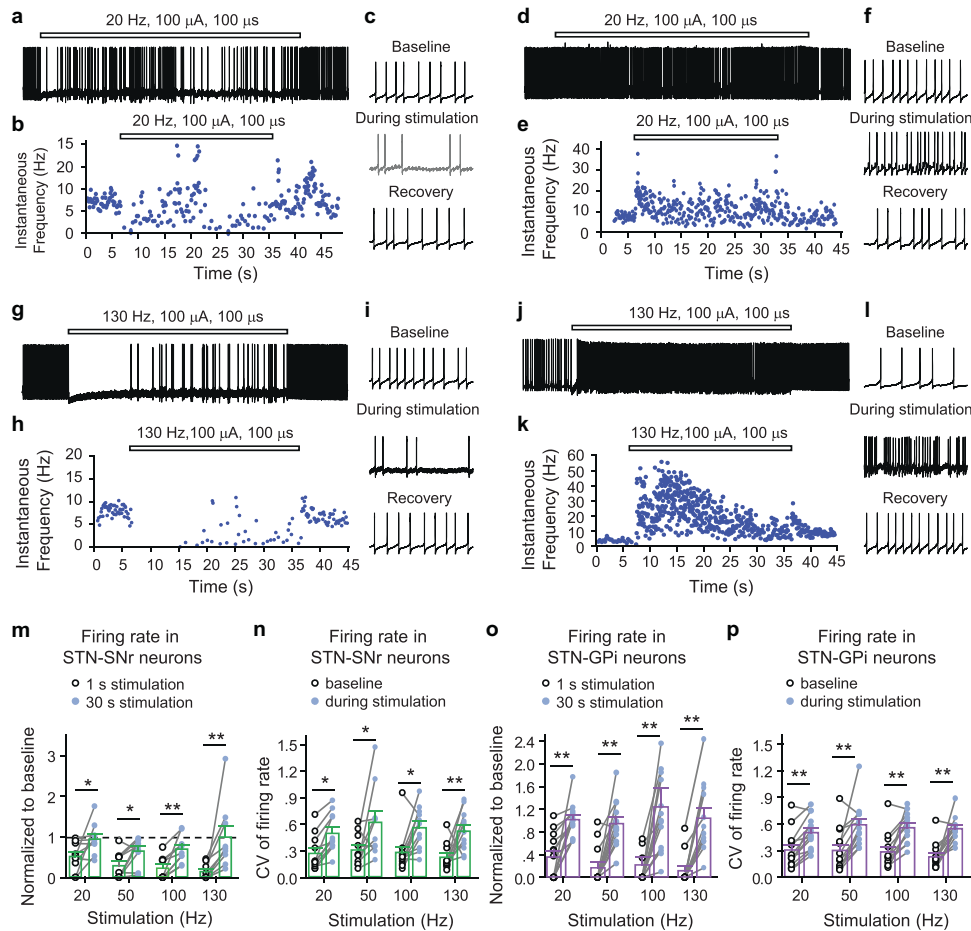 a
20 Hz, 100 μA, 100 μs
c
Baseline
During stimulation
Recovery
b
20 Hz, 100 μA, 100 μs
Instantaneous
Frequency (Hz)
15
10
5
0
0 5 10 15 20 25 30 35 40 45
Time (s)
d
20 Hz, 100 μA, 100 μs
f
Baseline
During stimulation
Recovery
e
20 Hz, 100 μA, 100 μs
Instantaneous
Frequency (Hz)
40
30
20
10
0
0 5 10 15 20 25 30 35 40 45
Time (s)
g
130 Hz, 100 μA, 100 μs
i
Baseline
During stimulation
Recovery
h
130 Hz,100 μA, 100 μs
Instantaneous
Frequency (Hz)
20
15
10
5
0
0 5 10 15 20 25 30 35 40 45
Time (s)
j
130 Hz, 100 μA, 100 μs
l
Baseline
During stimulation
Recovery
k
130 Hz,100 μA, 100 μs
Instantaneous
Frequency (Hz)
60
50
40
30
20
10
0
0 5 10 15 20 25 30 35 40 45
Time (s)
m
Firing rate in
STN-SNr neurons
1 s stimulation
30 s stimulation
Normalized to baseline
3
2
1
0
* * ** **
20 50 100 130
Stimulation (Hz)
n
Firing rate in
STN-SNr neurons
baseline
during stimulation
CV of firing rate
1.5
1.2
.9
.6
.3
0.0
* * * **
20 50 100 130
Stimulation (Hz)
o
Firing rate in
STN-GPi neurons
1 s stimulation
30 s stimulation
Normalized to baseline
2.4
2.0
1.6
1.2
.8
.4
0
** ** ** **
20 50 100 130
Stimulation (Hz)
p
Firing rate in
STN-GPi neurons
baseline
during stimulation
CV of firing rate
1.5
1.2
.9
.6
.3
0.0
** ** ** **
20 50 100 130
Stimulation (Hz)